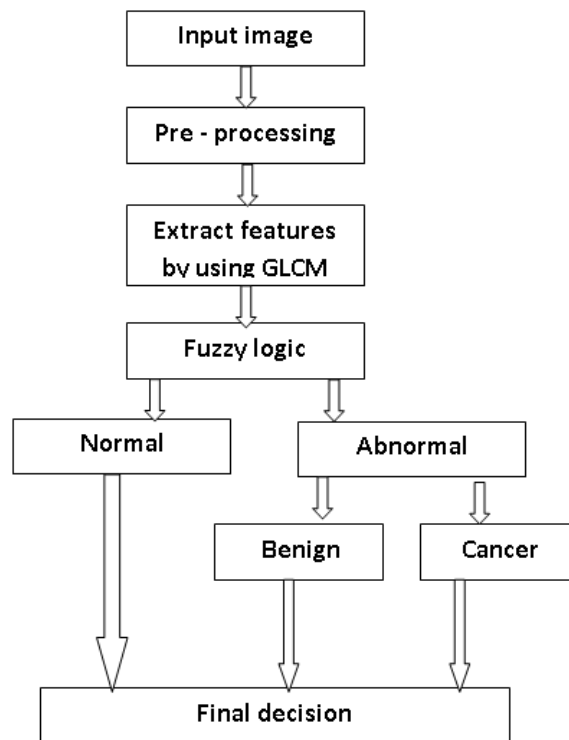 Input image
Pre - processing
Extract features
by using GLCM
Fuzzy logic
Normal
Abnormal
Benign
Cancer
Final decision